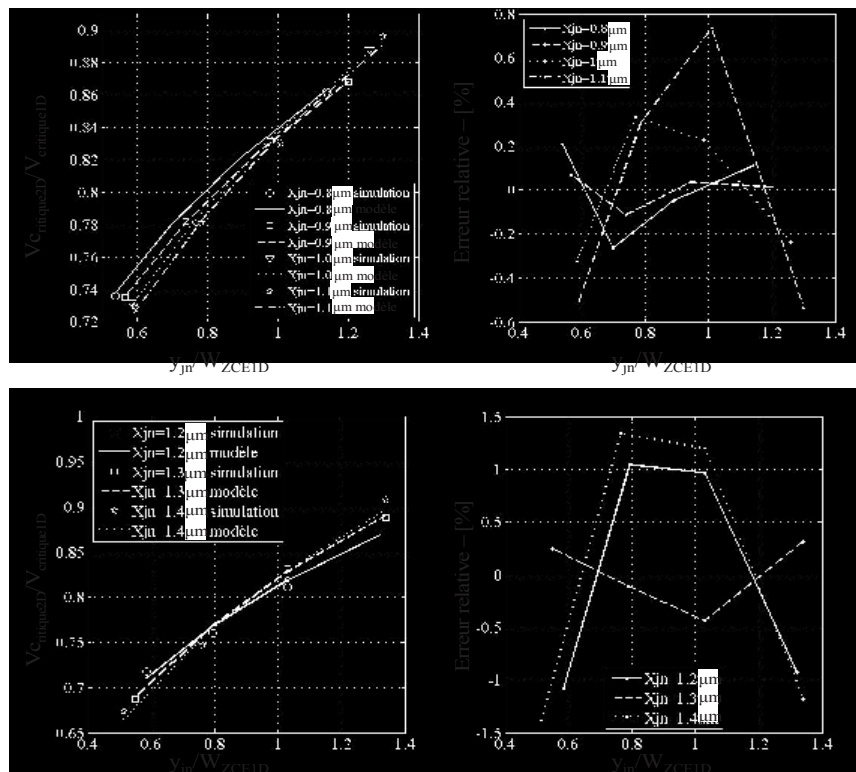 0.9
0.88
0.86
0.84
0.82
0.8
0.78
0.76
0.74
0.72
0.6
0.8
1
1.2
1.4
Vcritique2D/Vcritique1D
yjn/WZCE1D
Xjn=0.8μm simulation
Xjn=0.8μm modèle
Xjn=0.9μm simulation
Xjn=0.9μm modèle
Xjn=1.0μm simulation
Xjn=1.0μm modèle
Xjn=1.1μm simulation
Xjn=1.1μm modèle
0.8
0.6
0.4
0.2
0
-0.2
-0.4
-0.6
0.4
0.6
0.8
1
1.2
1.4
Erreur relative – [%]
yjn/WZCE1D
Xjn=0.8μm
Xjn=0.9μm
Xjn=1μm
Xjn=1.1μm
1
0.95
0.9
0.85
0.8
0.75
0.7
0.65
0.4
0.6
0.8
1
1.2
1.4
Vcritique2D/Vcritique1D
yjn/WZCE1D
Xjn=1.2μm simulation
Xjn=1.2μm modèle
Xjn=1.3μm simulation
Xjn=1.3μm modèle
Xjn=1.4μm simulation
Xjn=1.4μm modèle
1.5
1
0.5
0
-0.5
-1
-1.5
0.4
0.6
0.8
1
1.2
1.4
Erreur relative – [%]
yjn/WZCE1D
Xjn=1.2μm
Xjn=1.3μm
Xjn=1.4μm